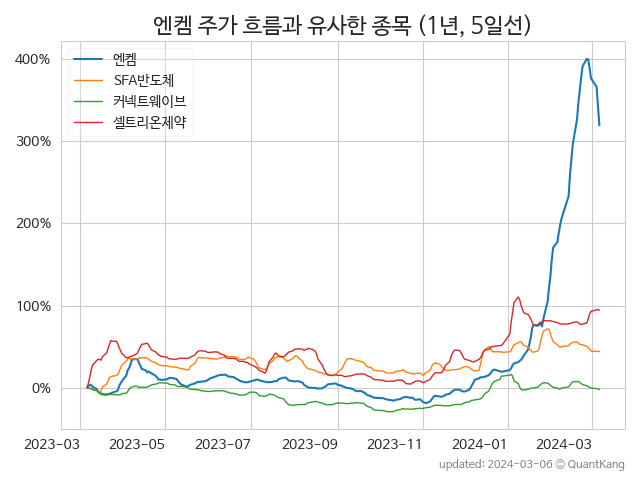 엔켐 주가 흐름과 유사한 종목 (1년, 5일선)
엔켐
SFA반도체
커넥트웨이브
셀트리온제약
400%
300%
200%
100%
0%
2023-03 2023-05 2023-07 2023-09 2023-11 2024-01 2024-03
updated: 2024-03-06 © QuantKang